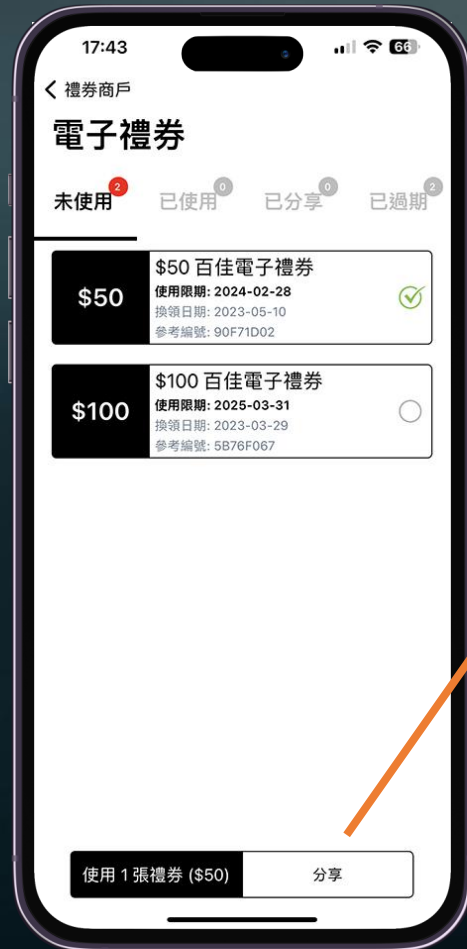 17:43
66
禮券商戶
電子禮券
未使用 2
已使用 0
已分享 0
已過期 2
$50
$50 百佳電子禮券
使用限期: 2024-02-28
換領日期: 2023-05-10
參考編號: 90F71D02
$100
$100 百佳電子禮券
使用限期: 2025-03-31
換領日期: 2023-03-29
參考編號: 5B76F067
使用 1 張禮券 ($50)
分享